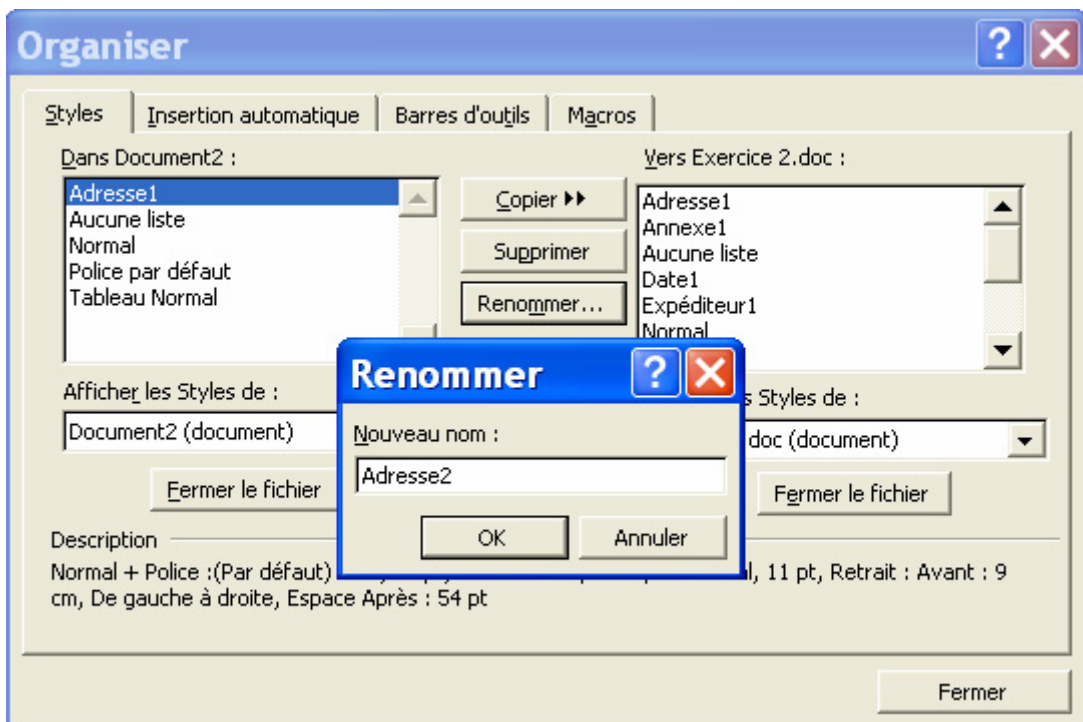 Organiser
Styles Insertion automatique Barres d'outils Macros
Dans Document2 :
Adresse1
Aucune liste
Normal
Police par défaut
Tableau Normal
Afficher les Styles de :
Document2 (document)
Fermer le fichier
Copier
Supprimer
Renommer...
Vers Exercice 2.doc :
Adresse1
Annexe1
Aucune liste
Date1
Expéditeur1
Normal
Styles de :
doc (document)
Fermer le fichier
Renommer
Nouveau nom :
Adresse2
OK Annuler
Description
Normal + Police :(Par défaut) 11 pt, Retrait : Avant : 9
cm, De gauche à droite, Espace Après : 54 pt
Fermer